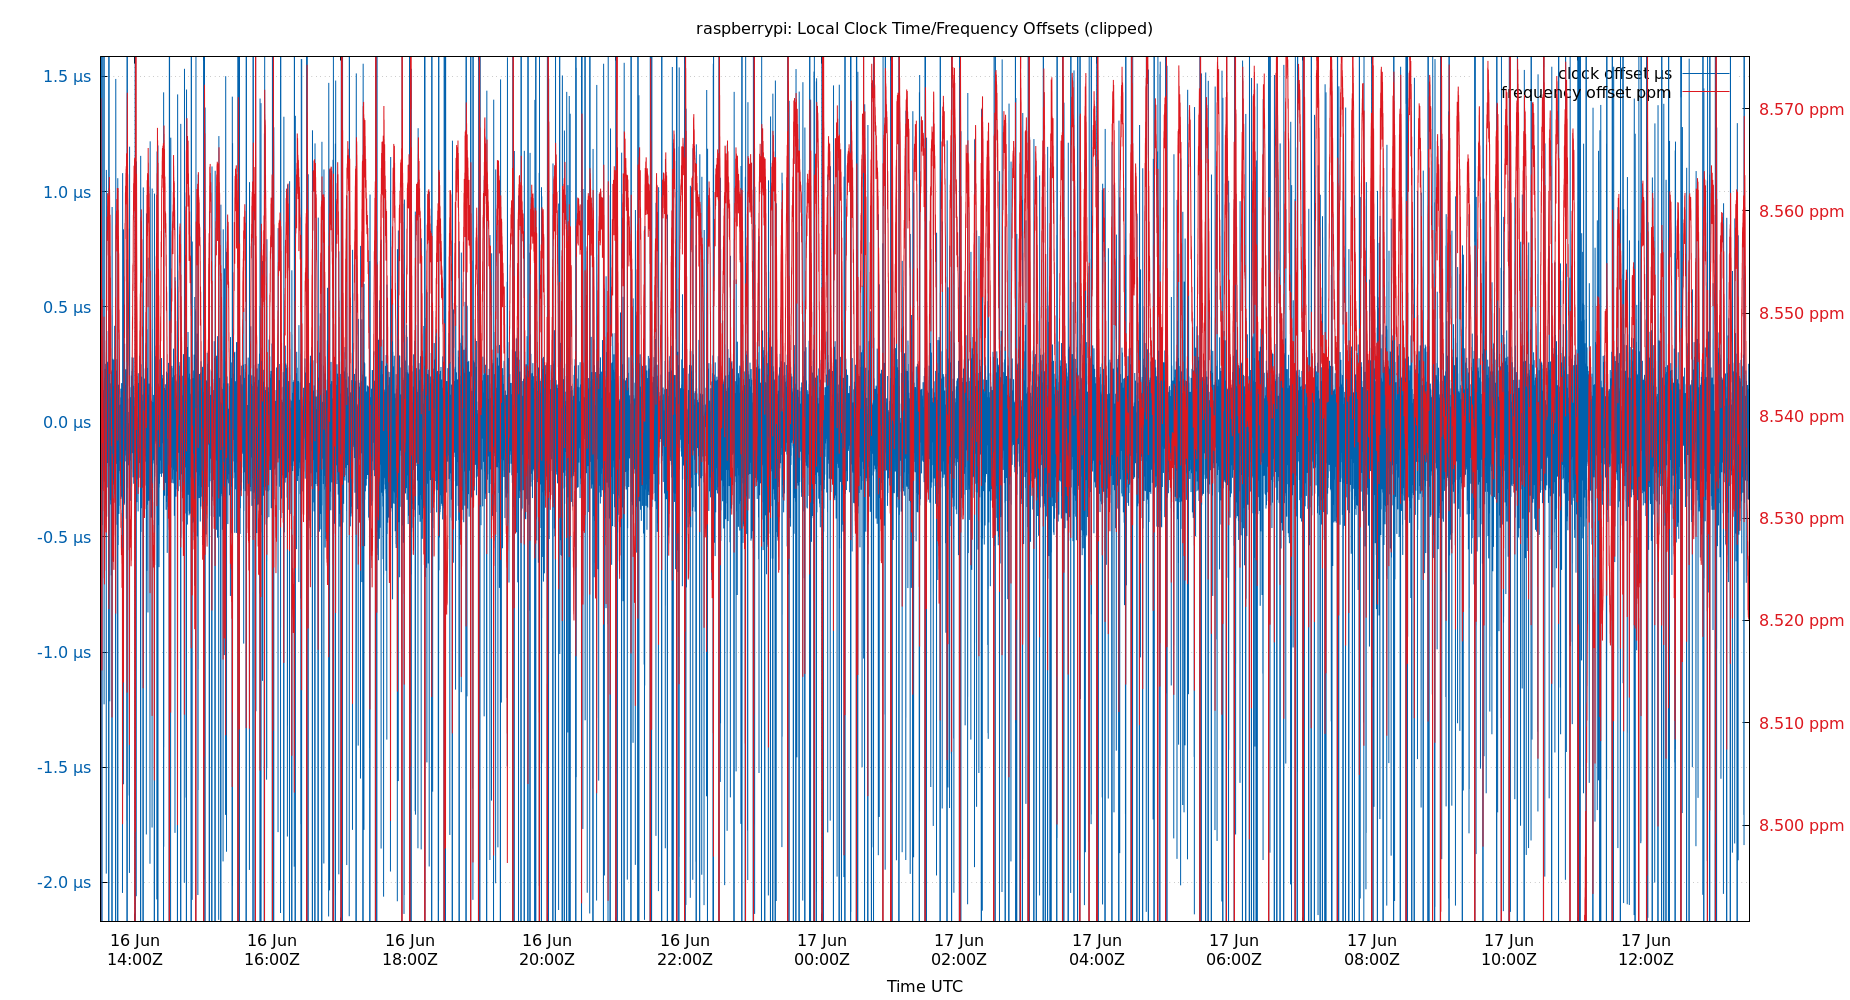 raspberrypi: Local Clock Time/Frequency Offsets (clipped)
clock offset µs
frequency offset ppm
1.5 µs
1.0 µs
0.5 µs
0.0 µs
-0.5 µs
-1.0 µs
-1.5 µs
-2.0 µs
8.570 ppm
8.560 ppm
8.550 ppm
8.540 ppm
8.530 ppm
8.520 ppm
8.510 ppm
8.500 ppm
16 Jun 16 Jun 16 Jun 16 Jun 16 Jun 17 Jun 17 Jun 17 Jun 17 Jun 17 Jun 17 Jun 17 Jun
14:00Z 16:00Z 18:00Z 20:00Z 22:00Z 00:00Z 02:00Z 04:00Z 06:00Z 08:00Z 10:00Z 12:00Z
Time UTC